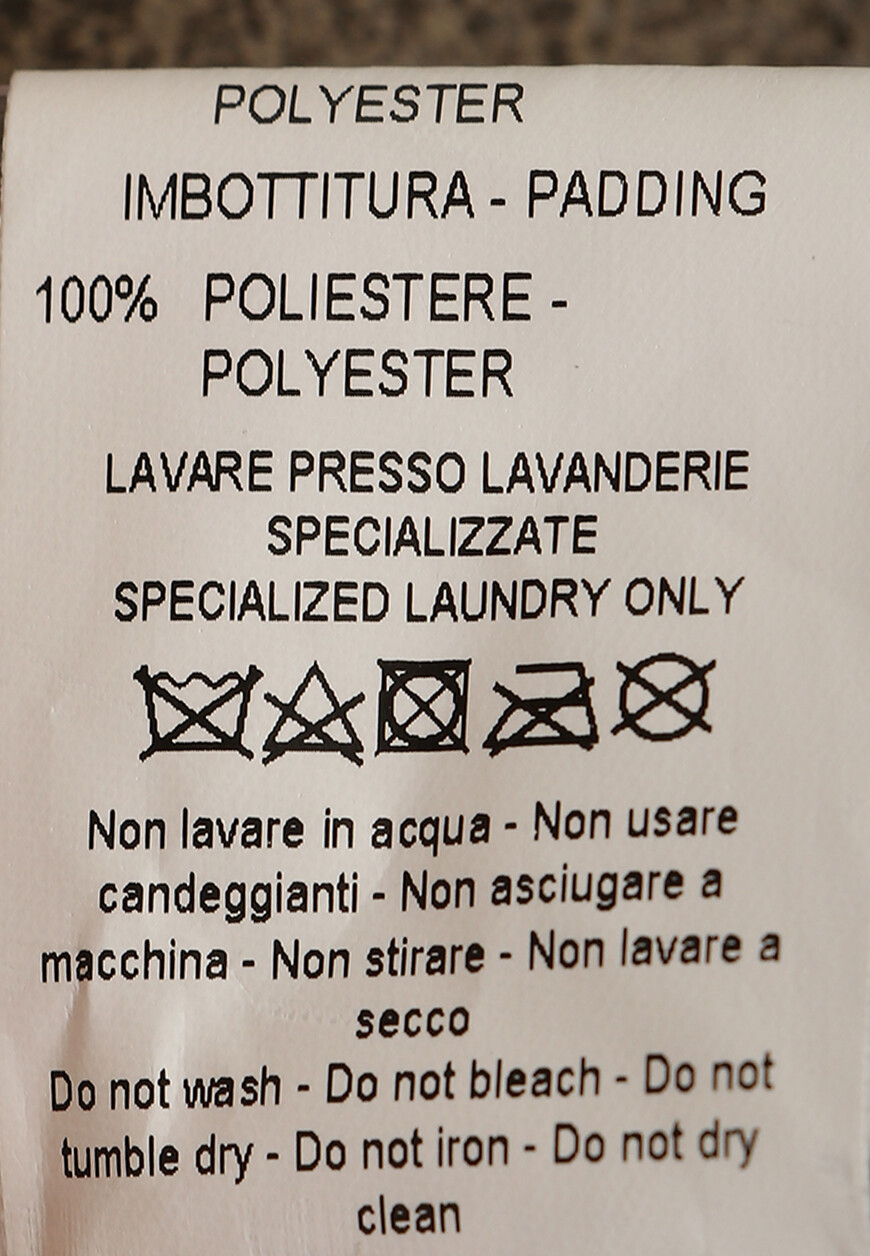 POLYESTER
IMBOTTITURA - PADDING
100% POLIESTERE -
POLYESTER
LAVARE PRESSO LAVANDERIE
SPECIALIZZATE
SPECIALIZED LAUNDRY ONLY
Non lavare in acqua - Non usare
candeggianti - Non asciugare a
macchina - Non stirare - Non lavare a
secco
Do not wash - Do not bleach - Do not
tumble dry - Do not iron - Do not dry
clean